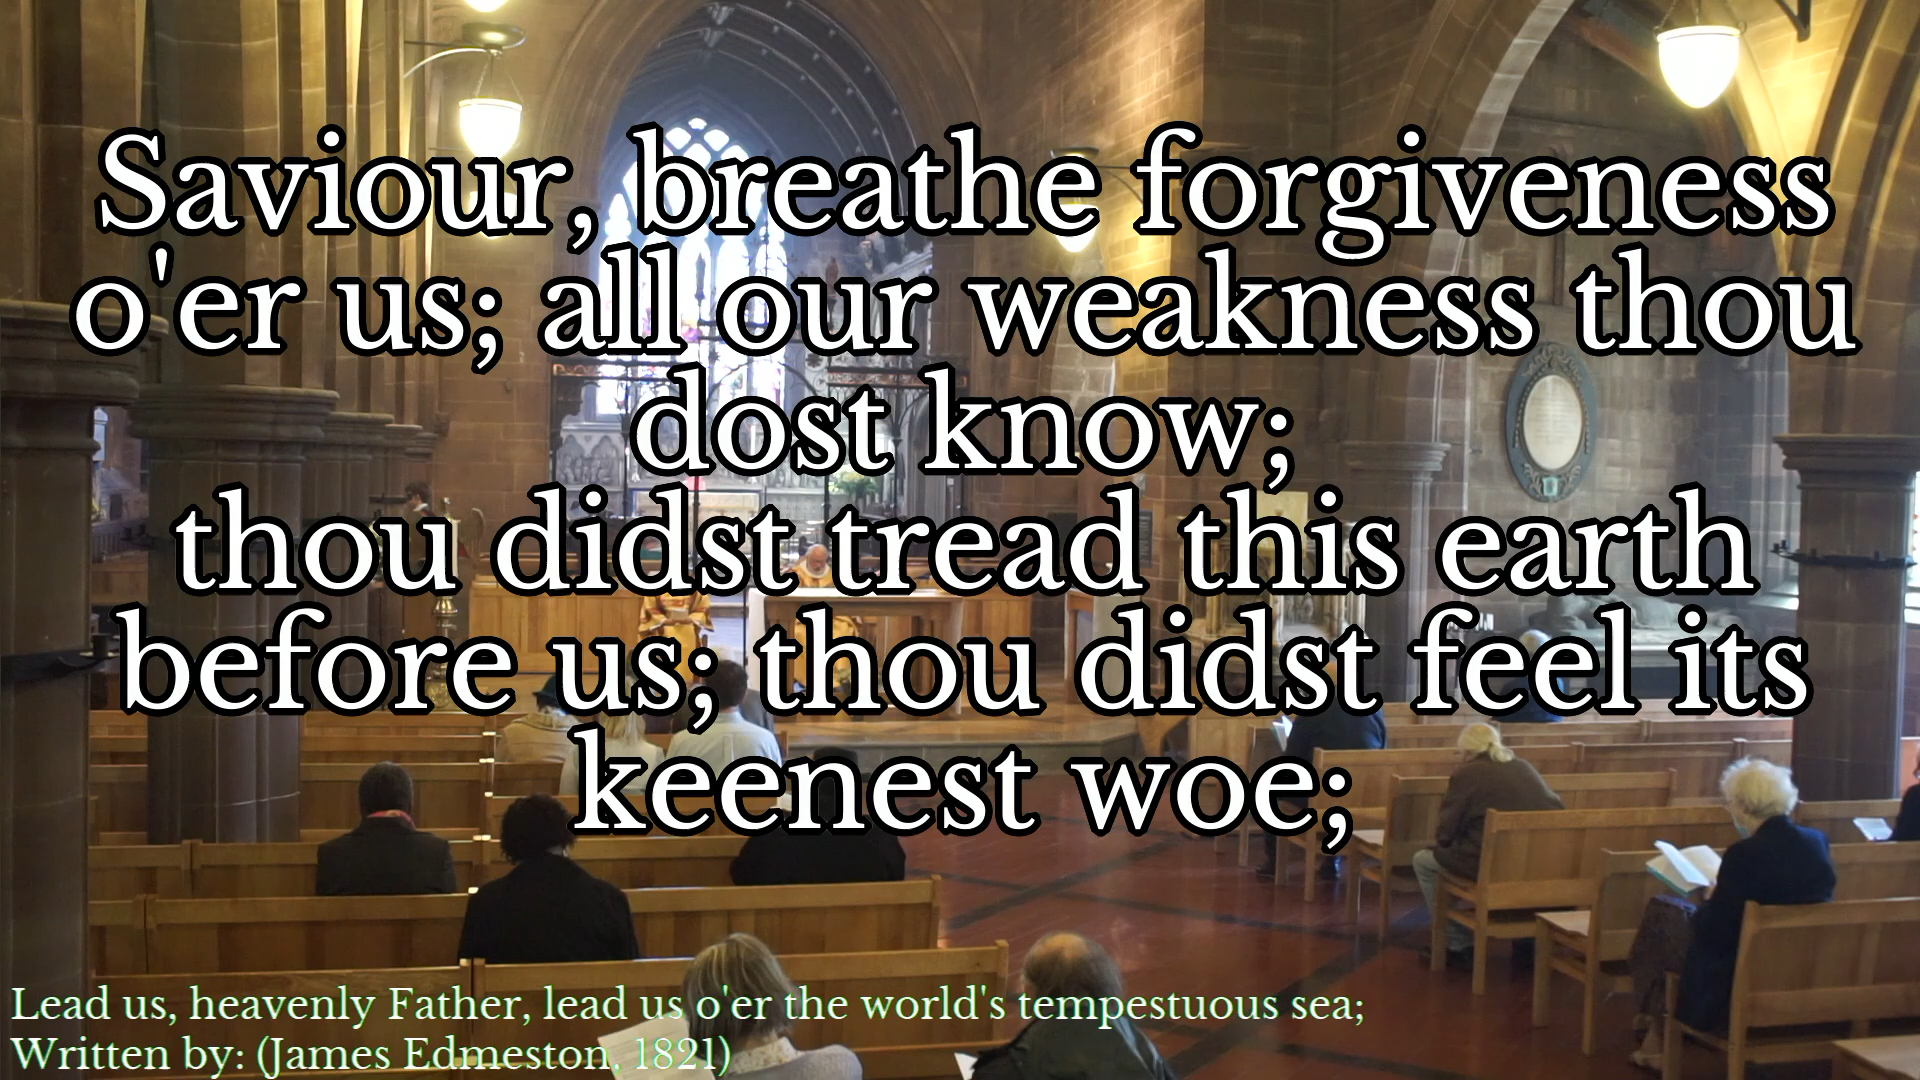 Saviour, breathe forgiveness
o'er us; all our weakness thou
dost know;
thou didst tread this earth
before us; thou didst feel its
keenest woe;
Lead us, heavenly Father, lead us o'er the world's tempestuous sea;
Written by: (James Edmeston, 1821)